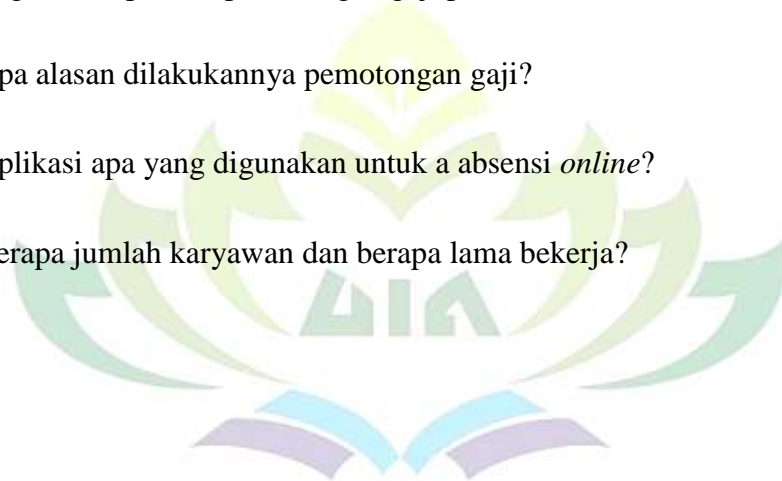 pa alasan dilakukannya pemotongan gaji?
plikasi apa yang digunakan untuk a absensi online?
erapa jumlah karyawan dan berapa lama bekerja?
UIN